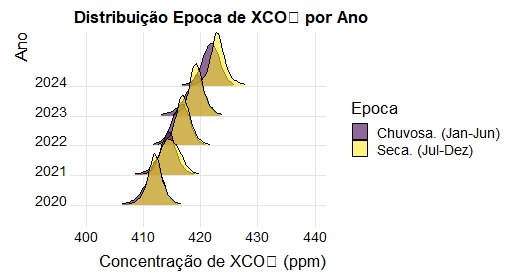 Distribuição Epoca de XCO▯ por Ano
Ano
2024
2023
2022
2021
2020
400 410 420 430 440
Concentração de XCO▯ (ppm)
Epoca
Chuvosa. (Jan-Jun)
Seca. (Jul-Dez)